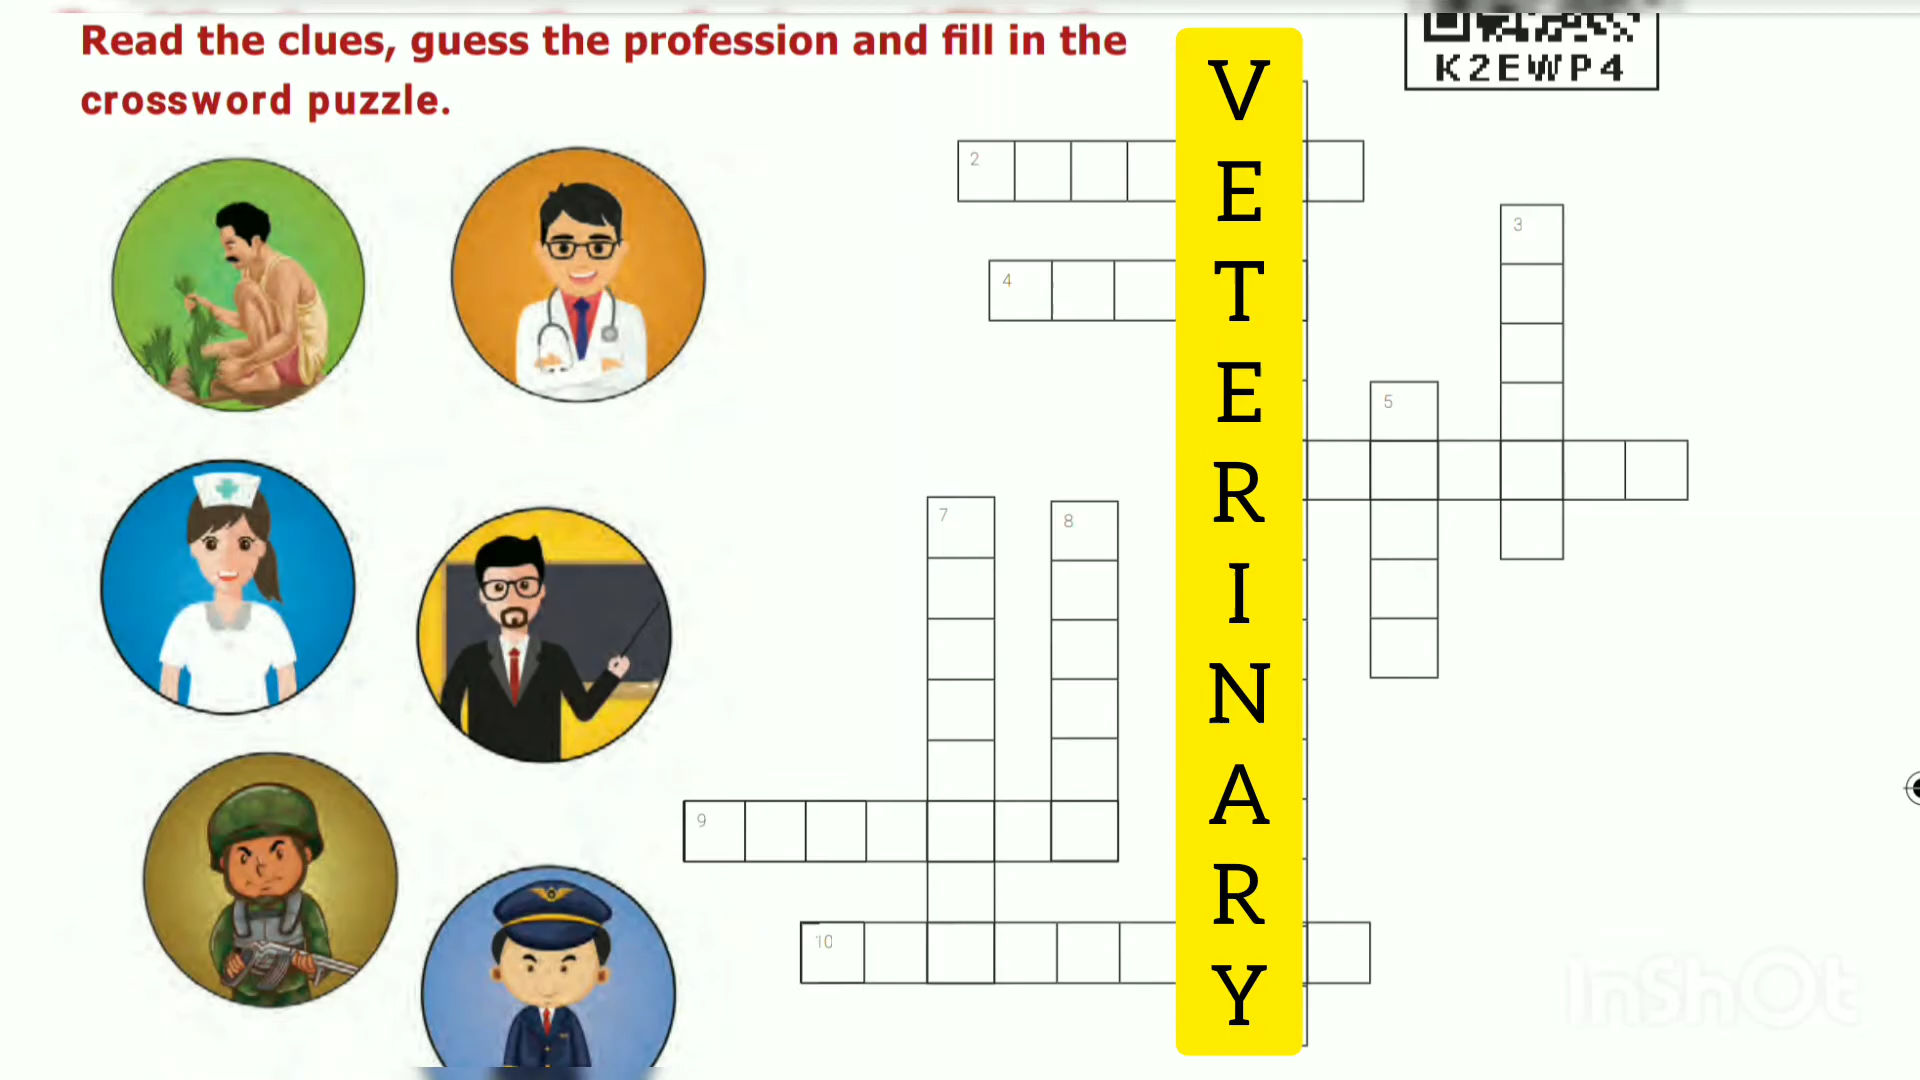 Read the clues, guess the profession and fill in the
crossword puzzle.
K2EWP4
V
E
T
E
R
I
N
A
R
Y
2
3
4
5
7
8
9
10
InShOt